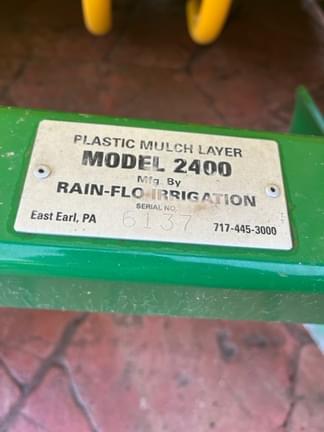 PLASTIC MULCH LAYER
MODEL 2400
Mfg. By
RAIN-FLO IRRIGATION
SERIAL NO.
East Earl, PA 6137 717-445-3000